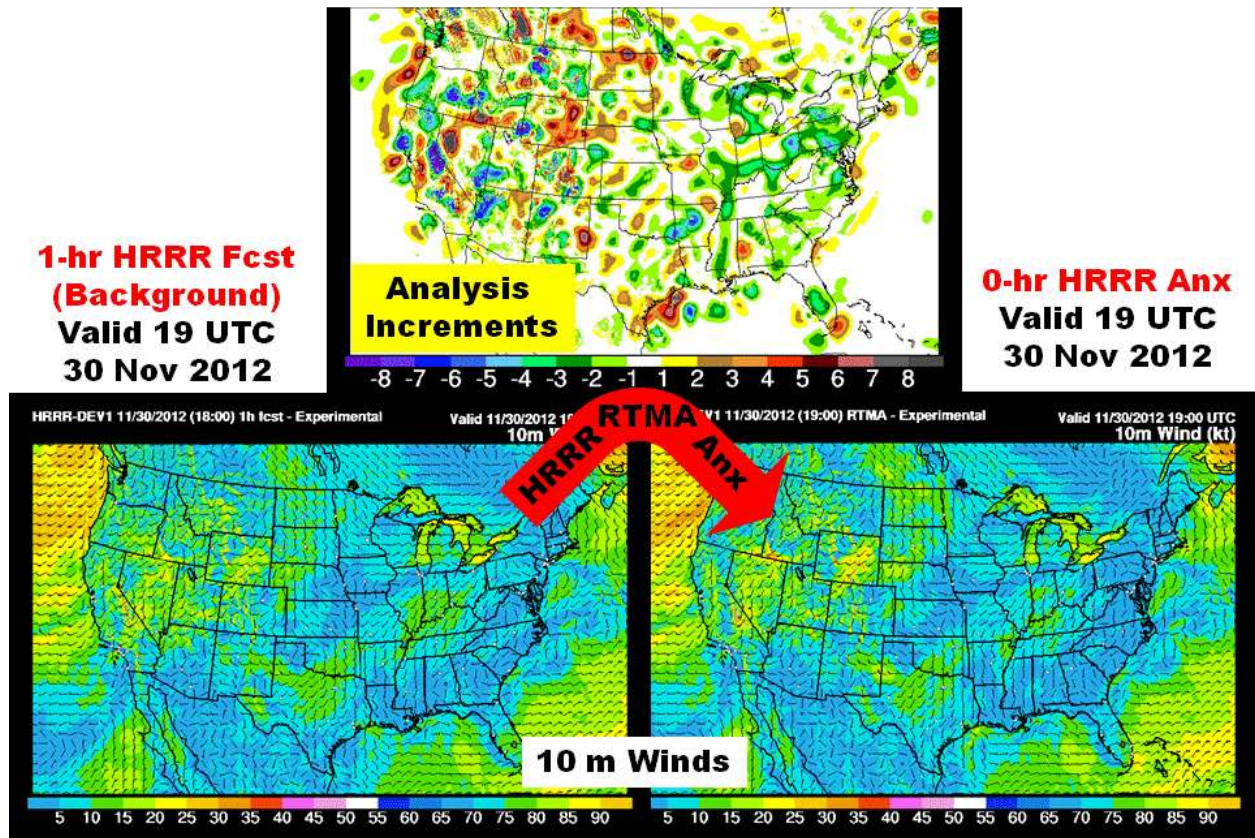 Analysis
Increments
-8 -7 -6 -5 -4 -3 -2 -1 1 2 3 4 5 6 7 8
1-hr HRRR Fcst
(Background)
Valid 19 UTC
30 Nov 2012
0-hr HRRR Anx
Valid 19 UTC
30 Nov 2012
HRRR RTMA Anx
HRRR-DEV1 11/30/2012 (18:00) 1h fcst - Experimental
Valid 11/30/2012
10m Wind
11/30/2012 (19:00) RTMA - Experimental
Valid 11/30/2012 19:00 UTC
10m Wind (kt)
10 m Winds
5 10 15 20 25 30 35 40 45 50 55 60 65 70 75 80 85 90
5 10 15 20 25 30 35 40 45 50 55 60 65 70 75 80 85 90